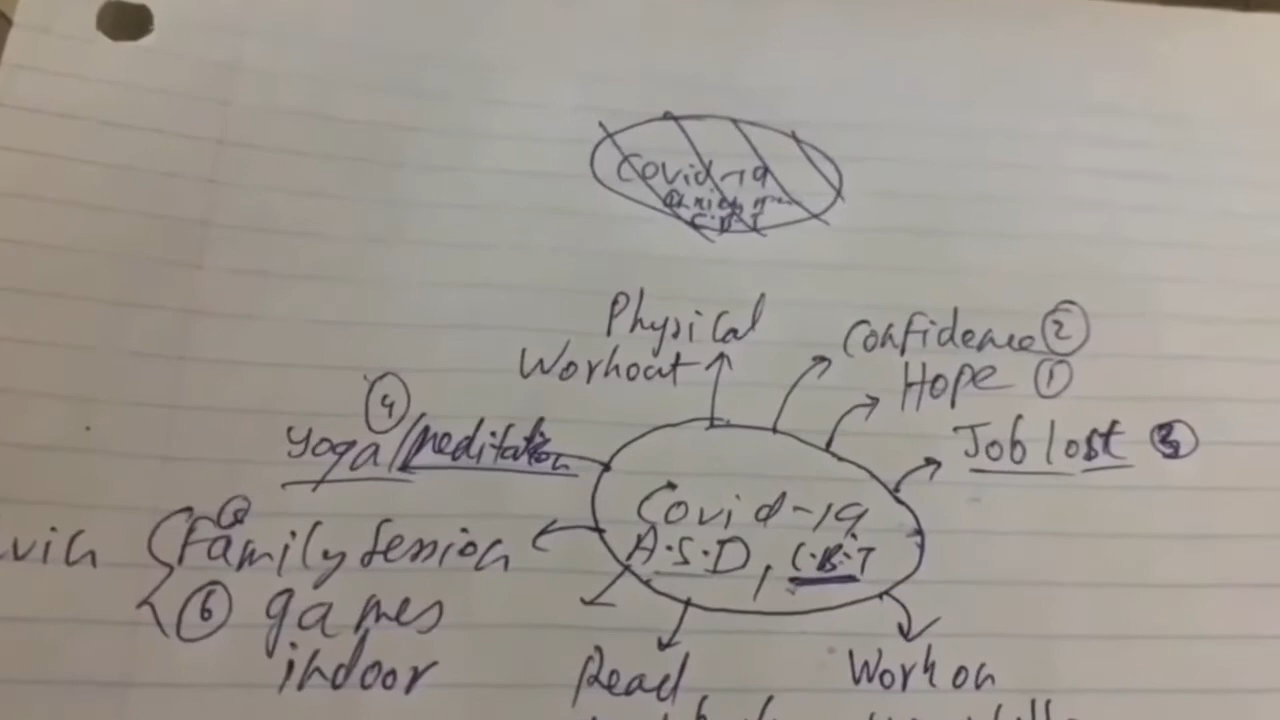 Covid-19
C.B.T
Physical
Workout
Confidence 2
Hope 1
Job lost 3
4
Yoga/Meditation
Covid-19
A.S.D, C.B.T
Family Session
6 games
indoor
Read
Work on